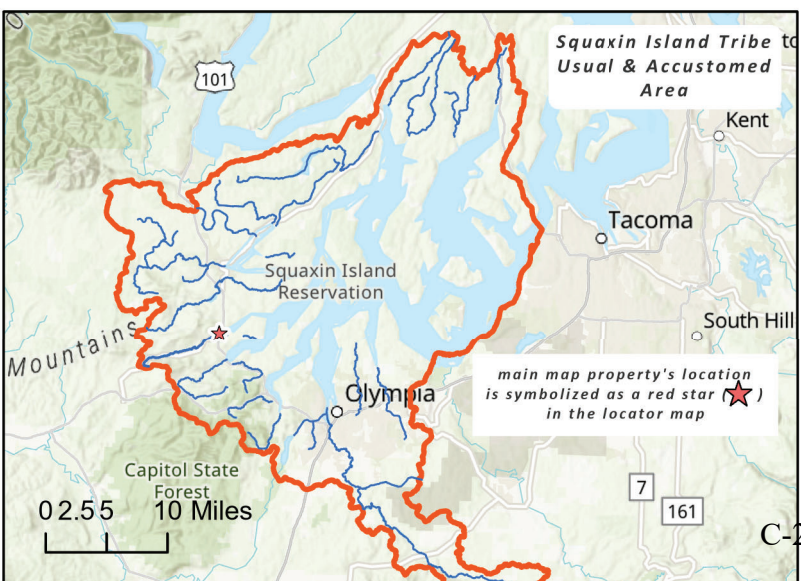 Squaxin Island Tribe
Usual & Accustomed
Area
101
Kent
Tacoma
Squaxin Island
Reservation
South Hill
Mountains
main map property's location
is symbolized as a red star ( )
in the locator map
Olympia
Capitol State
Forest
7
161
0 2.5 5 10 Miles